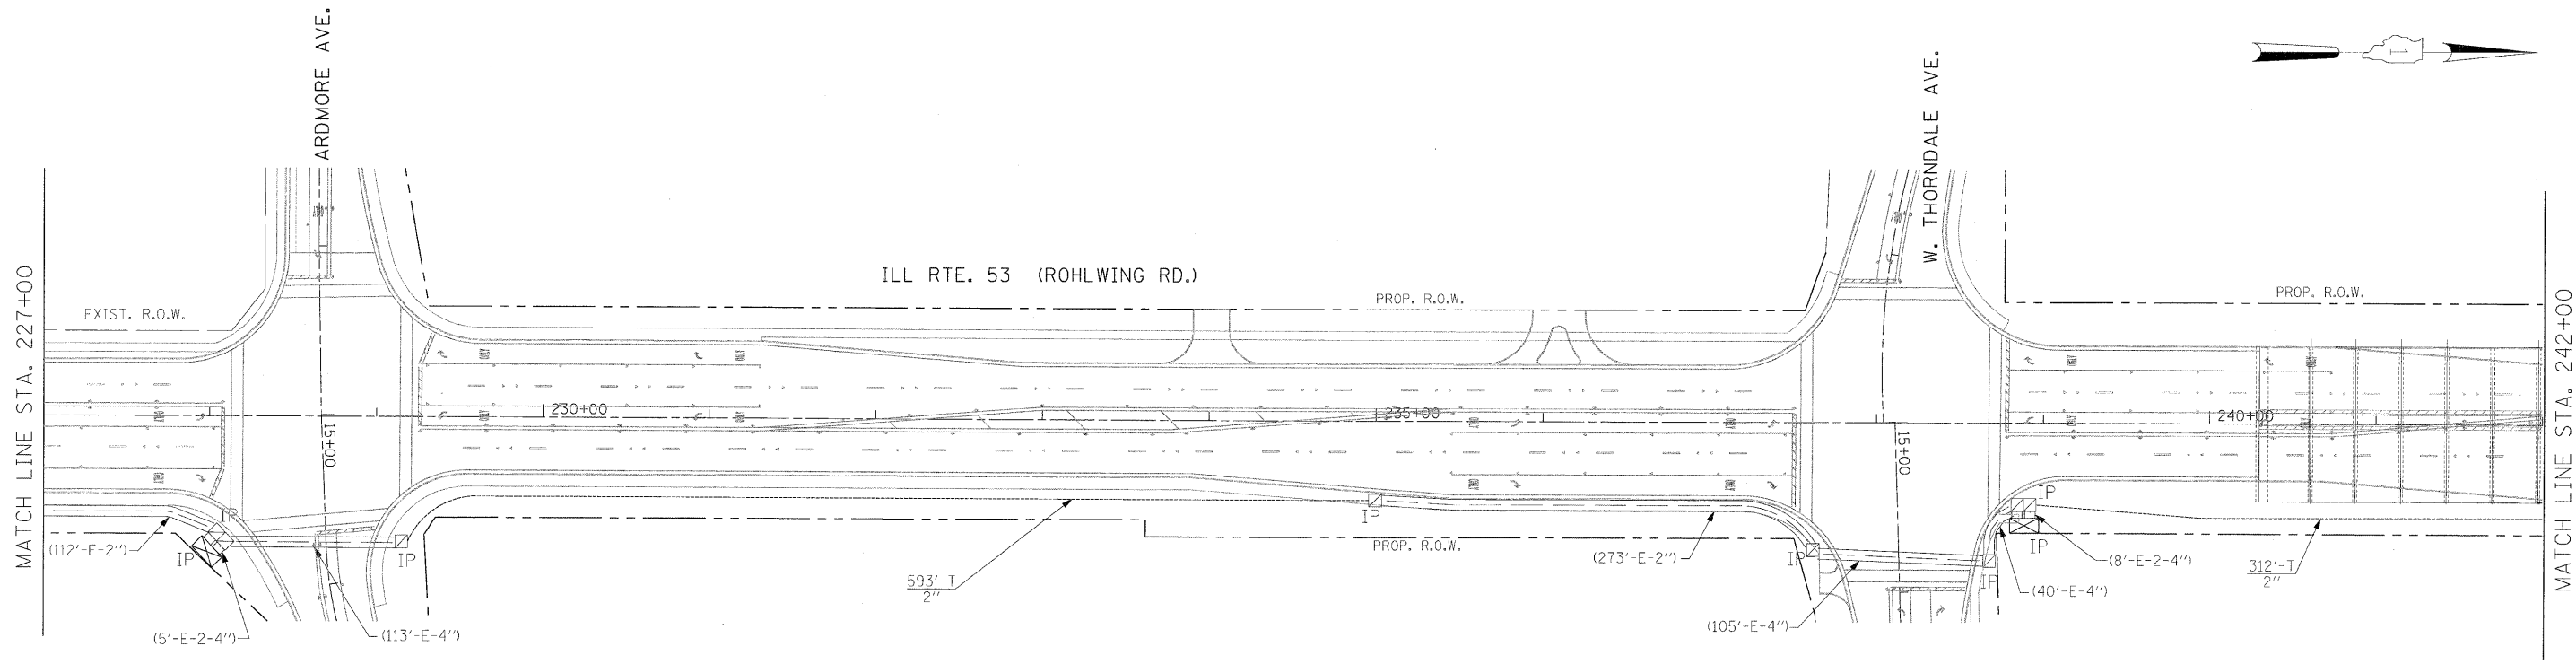 ARDMORE AVE.
W. THORNDALE AVE.
1
MATCH LINE STA. 227+00
EXIST. R.O.W.
ILL RTE. 53 (ROHLWING RD.)
PROP. R.O.W.
PROP. R.O.W.
MATCH LINE STA. 242+00
230+00
235+00
240+00
15+00
15+00
IP
IP
IP
IP
IP
IP
IP
IP
PROP. R.O.W.
(112'-E-2")
(5'-E-2-4")
(113'-E-4")
593'-T
2"
(273'-E-2")
(105'-E-4")
(40'-E-4")
(8'-E-2-4")
312'-T
2"